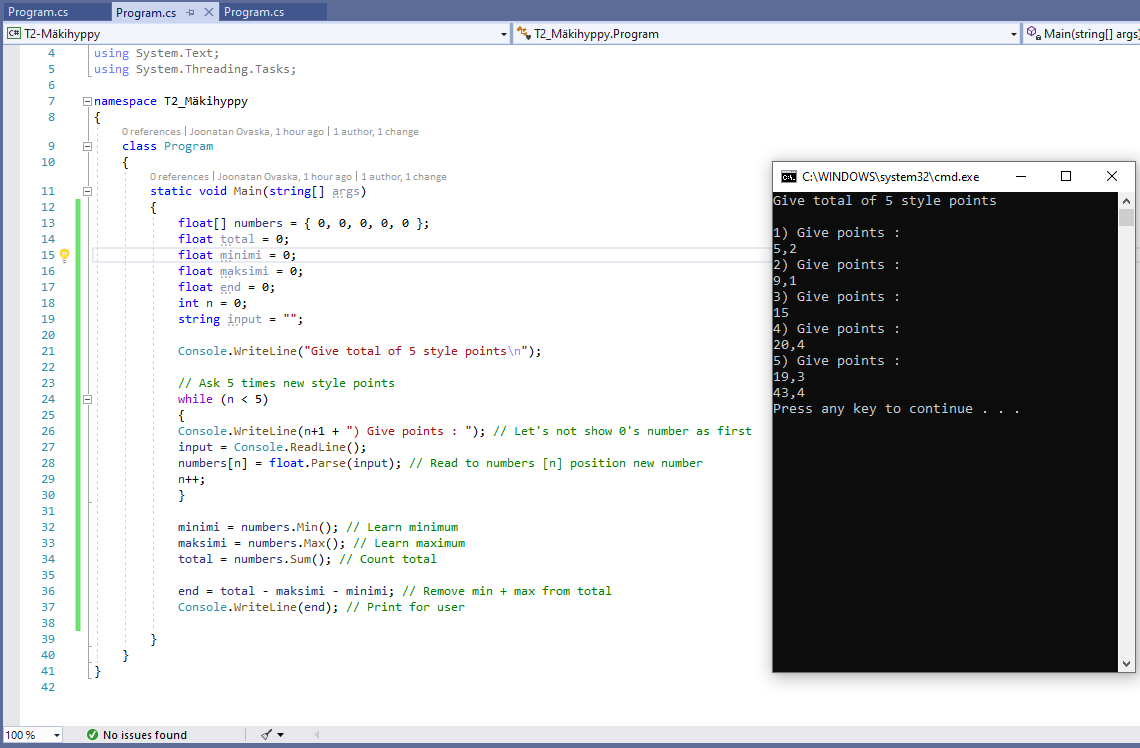 Program.cs
Program.cs
Program.cs
C# T2-Mäkihyppy
T2_Mäkihyppy.Program
Main(string[] args)
4 using System.Text;
5 using System.Threading.Tasks;
6
7 namespace T2_Mäkihyppy
8 {
0 references | Joonatan Ovaska, 1 hour ago | 1 author, 1 change
9 class Program
10 {
0 references | Joonatan Ovaska, 1 hour ago | 1 author, 1 change
11 static void Main(string[] args)
12 {
13 float[] numbers = { 0, 0, 0, 0, 0 };
14 float total = 0;
15 float minimi = 0;
16 float maksimi = 0;
17 float end = 0;
18 int n = 0;
19 string input = "";
20
21 Console.WriteLine("Give total of 5 style points\n");
22
23 // Ask 5 times new style points
24 while (n < 5)
25 {
26 Console.WriteLine(n+1 + ") Give points : "); // Let's not show 0's number as first
27 input = Console.ReadLine();
28 numbers[n] = float.Parse(input); // Read to numbers [n] position new number
29 n++;
30 }
31
32 minimi = numbers.Min(); // Learn minimum
33 maksimi = numbers.Max(); // Learn maximum
34 total = numbers.Sum(); // Count total
35
36 end = total - maksimi - minimi; // Remove min + max from total
37 Console.WriteLine(end); // Print for user
38
39 }
40 }
41 }
42
100 %
No issues found
C:\WINDOWS\system32\cmd.exe
Give total of 5 style points
1) Give points :
5,2
2) Give points :
9,1
3) Give points :
15
4) Give points :
20,4
5) Give points :
19,3
43,4
Press any key to continue . . .